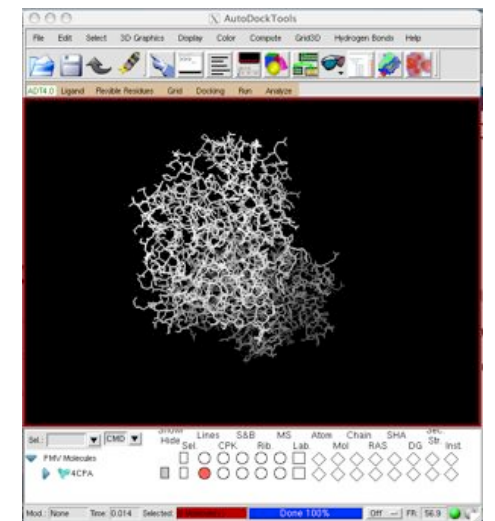 AutoDockTools
File Edit Select 3D Graphics Display Color Compute Grid3D Hydrogen Bonds Help
ADT4.0 Ligand Flexible Residues Grid Docking Run Analyze
Sel.: CMD Show Lines S&B MS Atom Chain SHA Sec.
Hide Sel. CPK Rib. Lab. Mol RAS DG Str. Inst
PMV Molecules
4CPA
Mod.: None Time: 0.014 Selected: Done 100% Off FR: 56.9